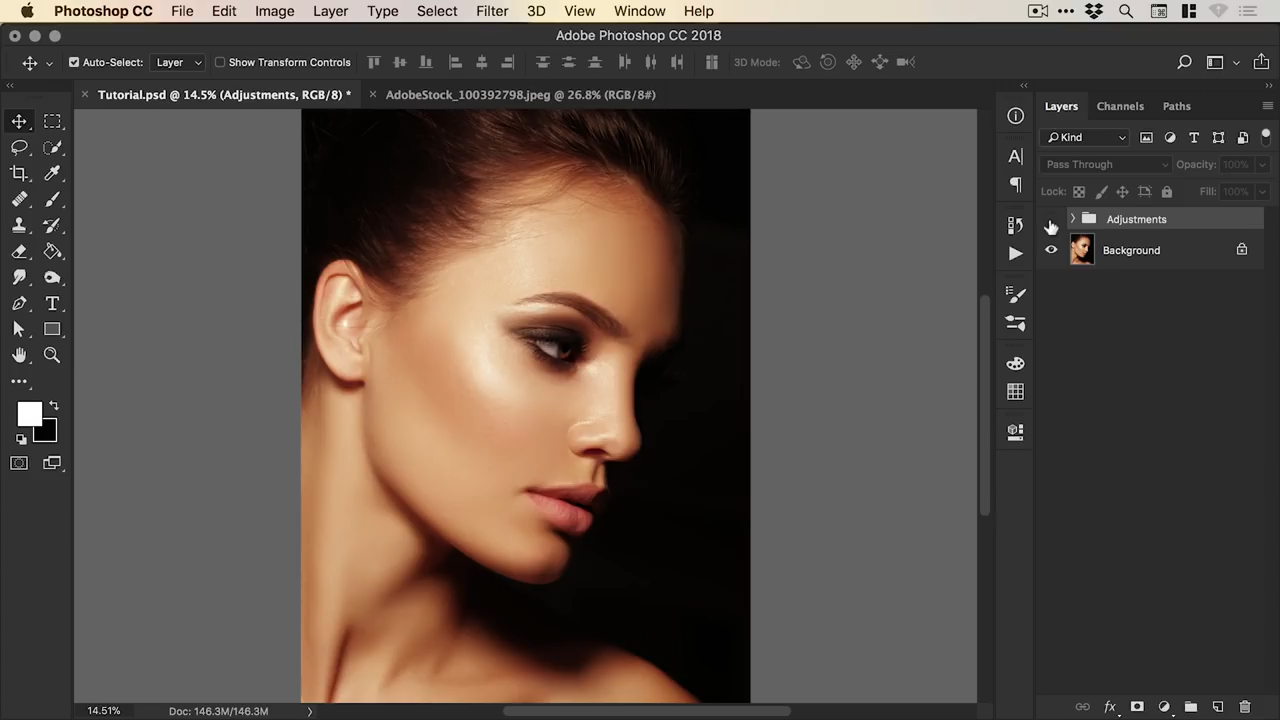 Photoshop CC File Edit Image Layer Type Select Filter 3D View Window Help
Adobe Photoshop CC 2018
Auto-Select: Layer Show Transform Controls 3D Mode:
Tutorial.psd @ 14.5% (Adjustments, RGB/8) * AdobeStock_100392798.jpeg @ 26.8% (RGB/8#)
Layers Channels Paths
Kind
Pass Through Opacity: 100%
Lock: Fill: 100%
Adjustments
Background
14.51% Doc: 146.3M/146.3M